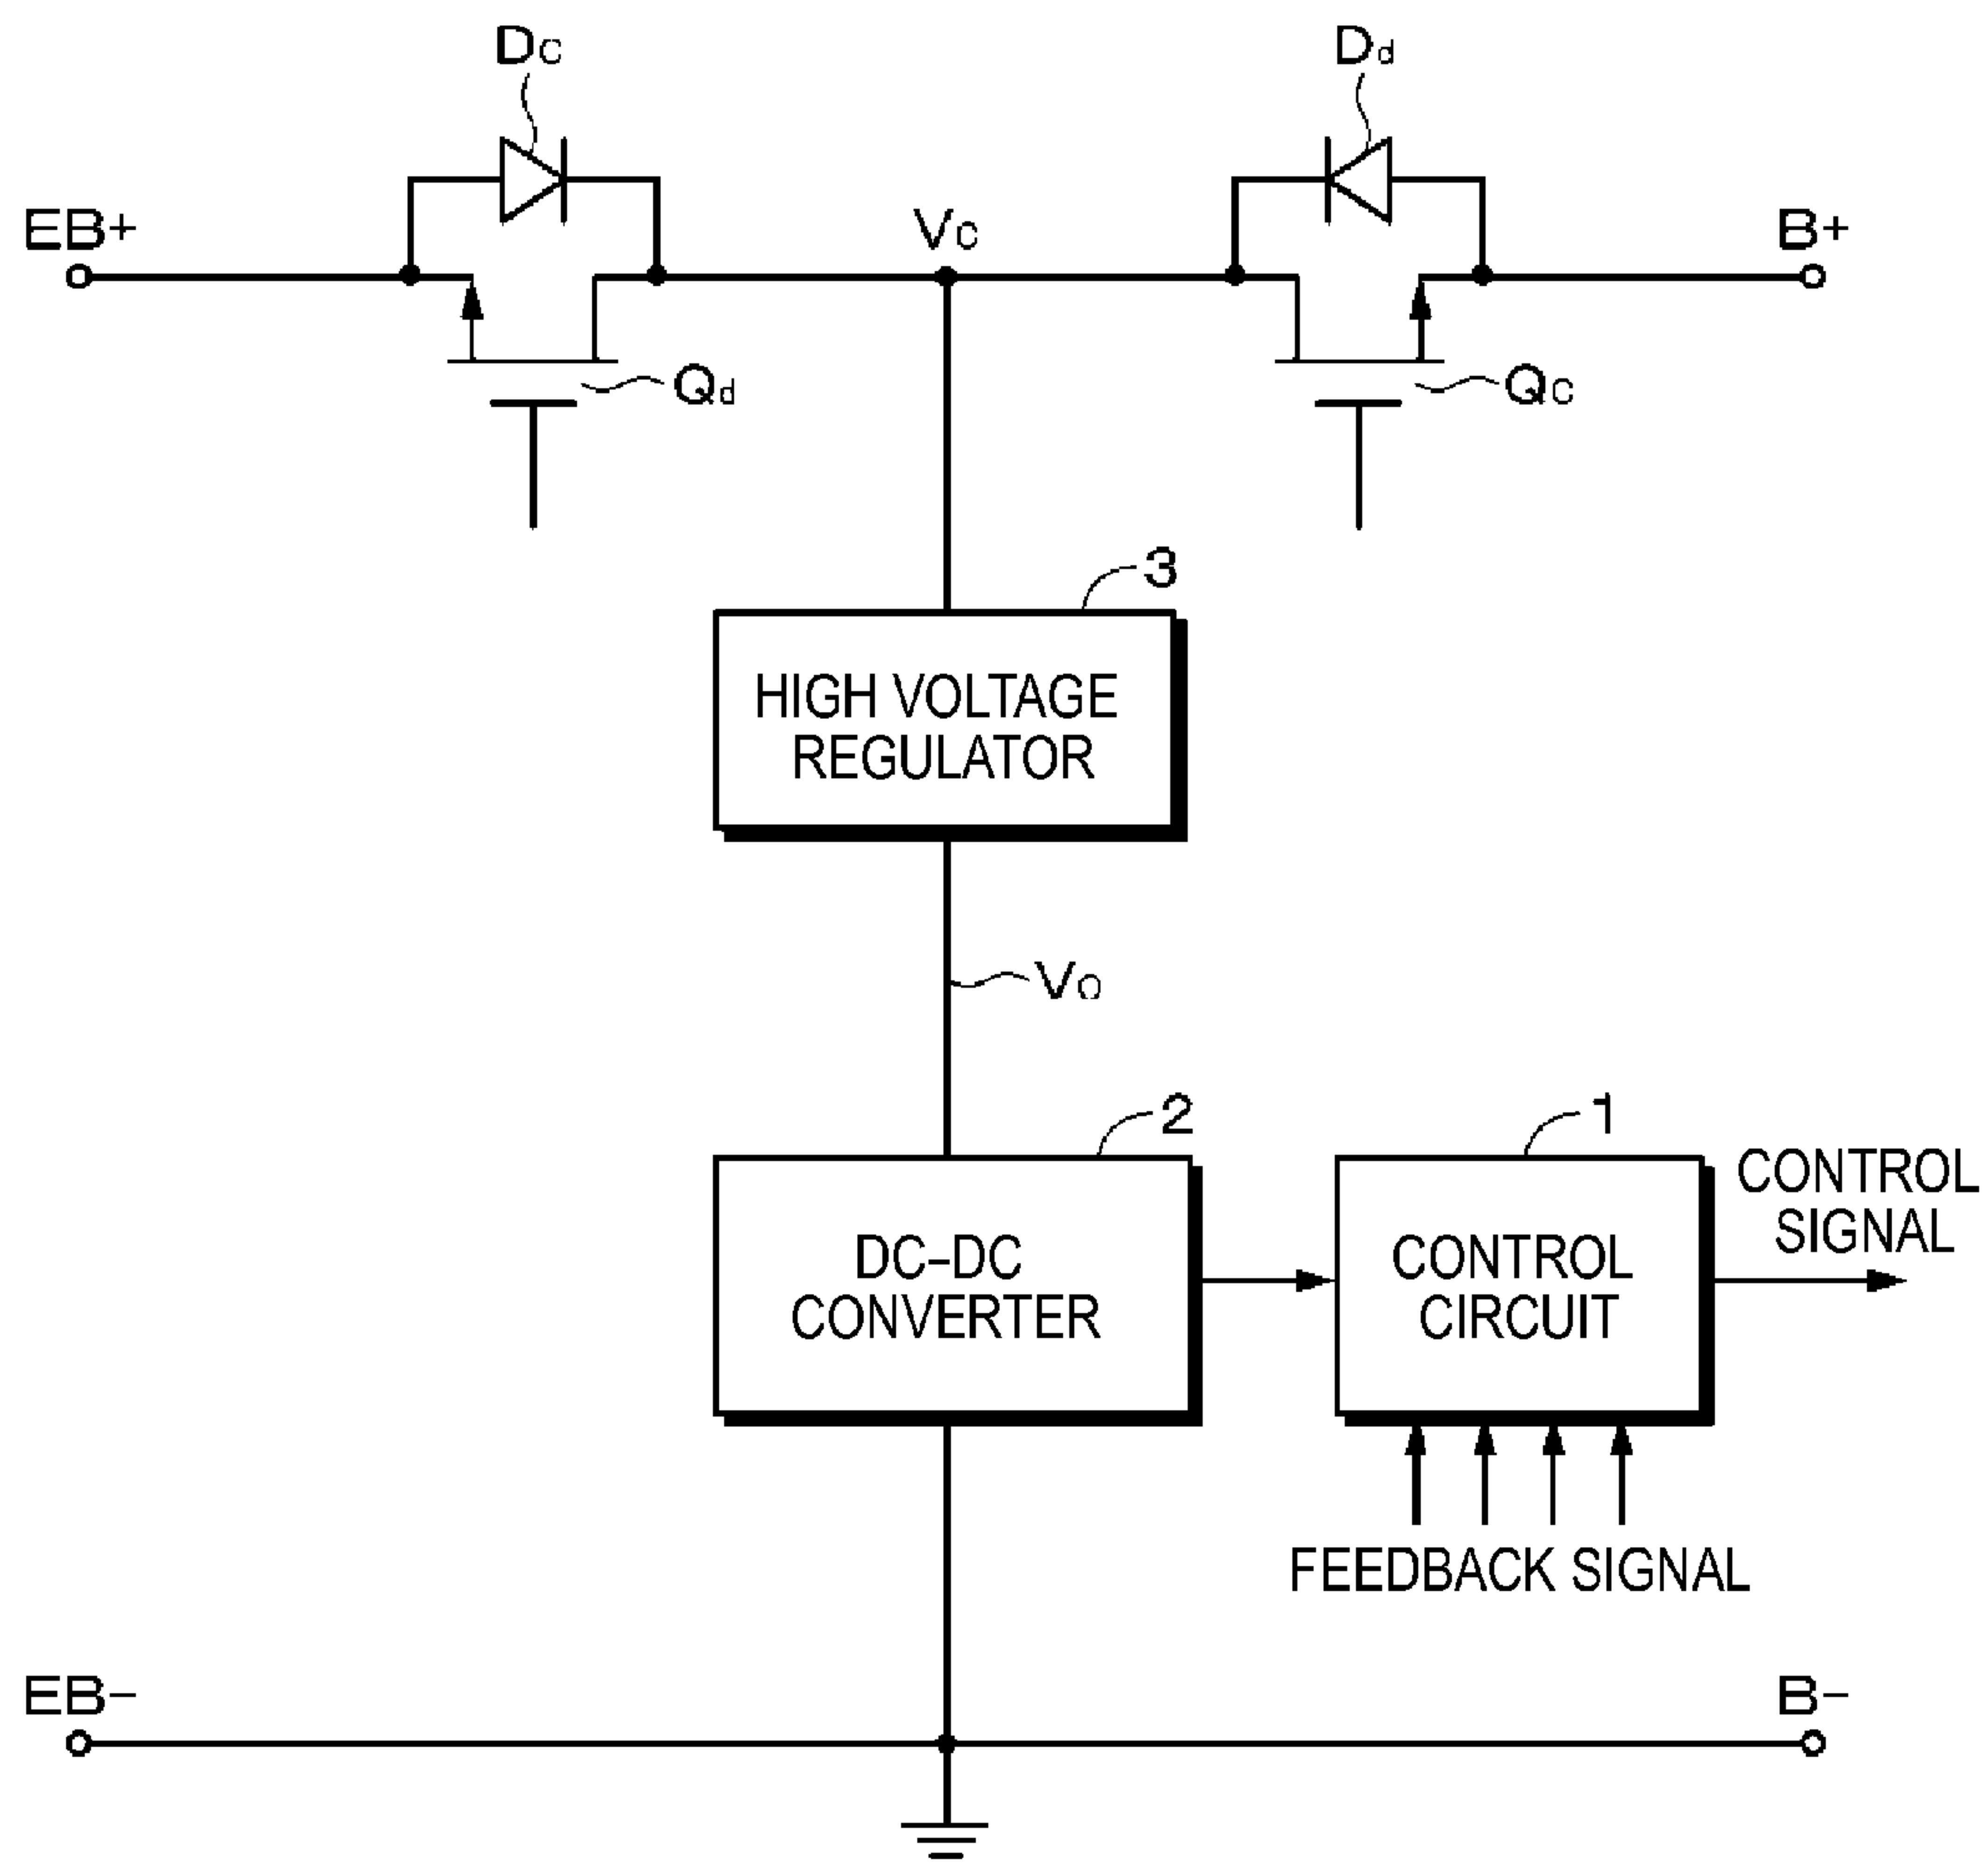 DC
Dd
EB+
VC
B+
Qd
QC
3
HIGH VOLTAGE
REGULATOR
VO
2
1
DC-DC
CONVERTER
CONTROL
CIRCUIT
CONTROL
SIGNAL
FEEDBACK SIGNAL
EB-
B-